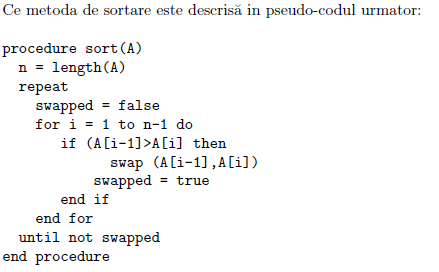 Ce metoda de sortare este descrisă in pseudo-codul urmator:
procedure sort(A)
n = length(A)
repeat
swapped = false
for i = 1 to n-1 do
if (A[i-1]>A[i] then
swap (A[i-1],A[i])
swapped = true
end if
end for
until not swapped
end procedure